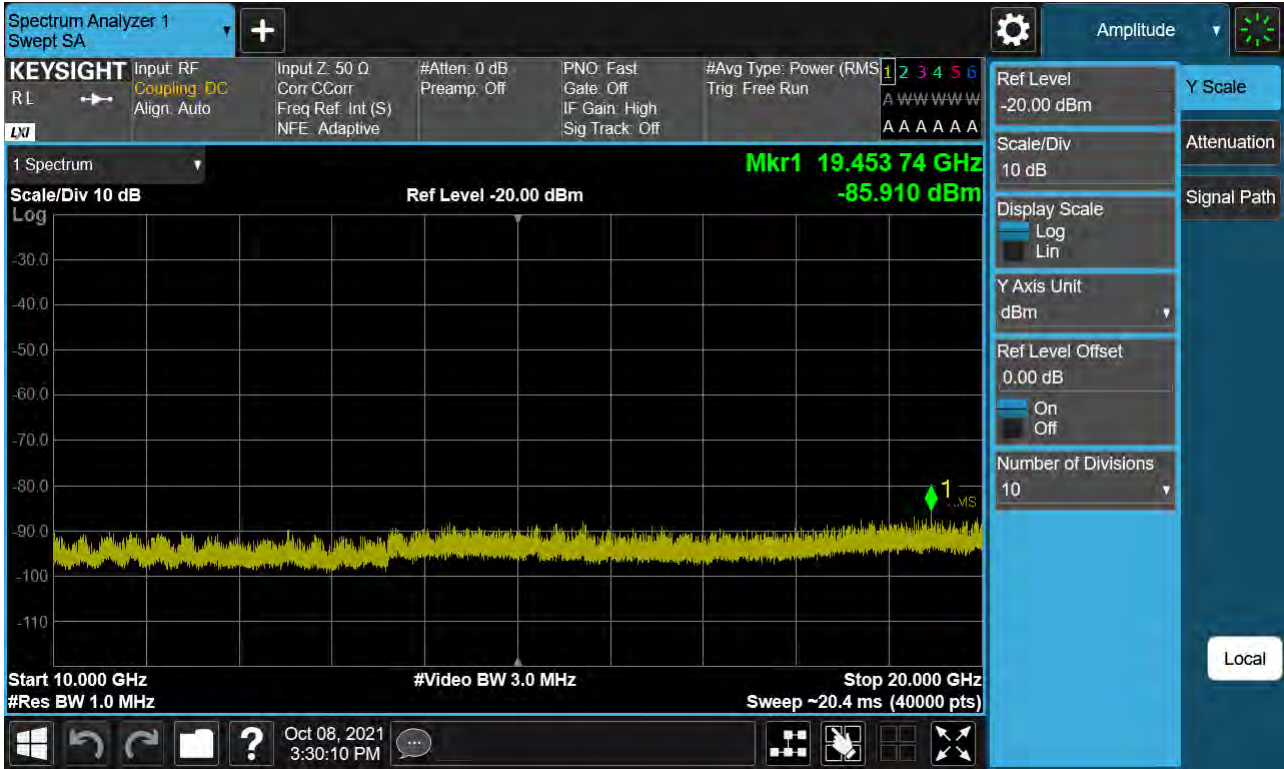 Spectrum Analyzer 1
Swept SA
Amplitude
KEYSIGHT
R L
LXI
Input: RF
Coupling: DC
Align: Auto
Input Z: 50 Ω
Corr CCorr
Freq Ref: Int (S)
NFE: Adaptive
#Atten: 0 dB
Preamp: Off
PNO: Fast
Gate: Off
IF Gain: High
Sig Track: Off
#Avg Type: Power (RMS
Trig: Free Run
1 2 3 4 5 6
A W W W W W
A A A A A A
1 Spectrum
Mkr1 19.453 74 GHz
-85.910 dBm
Scale/Div 10 dB
Ref Level -20.00 dBm
Log
-30.0
-40.0
-50.0
-60.0
-70.0
-80.0
-90.0
-100
-110
1
Start 10.000 GHz
#Video BW 3.0 MHz
Stop 20.000 GHz
#Res BW 1.0 MHz
Sweep ~20.4 ms (40000 pts)
Ref Level
-20.00 dBm
Scale/Div
10 dB
Display Scale
Log
Lin
Y Axis Unit
dBm
Ref Level Offset
0.00 dB
On
Off
Number of Divisions
10
Y Scale
Attenuation
Signal Path
Local
?
Oct 08, 2021
3:30:10 PM